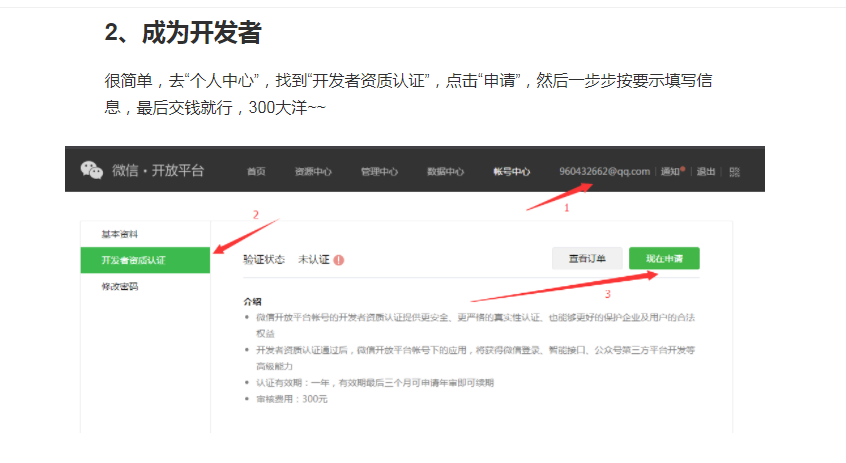 2、成为开发者
很简单，去“个人中心”，找到“开发者资质认证”，点击“申请”，然后一步步按要示填写信
息，最后交钱就行，300大洋~~
微信·开放平台 首页 资源中心 管理中心 数据中心 帐号中心 960432662@qq.com 通知 退出
1
2
基本资料
开发者资质认证
修改密码
验证状态 未认证 查看订单 现在申请
3
介绍
微信开放平台帐号的开发者资质认证提供更安全、更严格的真实性认证、也能够更好的保护企业及用户的合法
权益
开发者资质认证通过后，微信开放平台帐号下的应用，将获得微信登录、智能接口、公众号第三方平台开发等
高级能力
认证有效期：一年，有效期最后三个月可申请年审即可续期
审核费用：300元